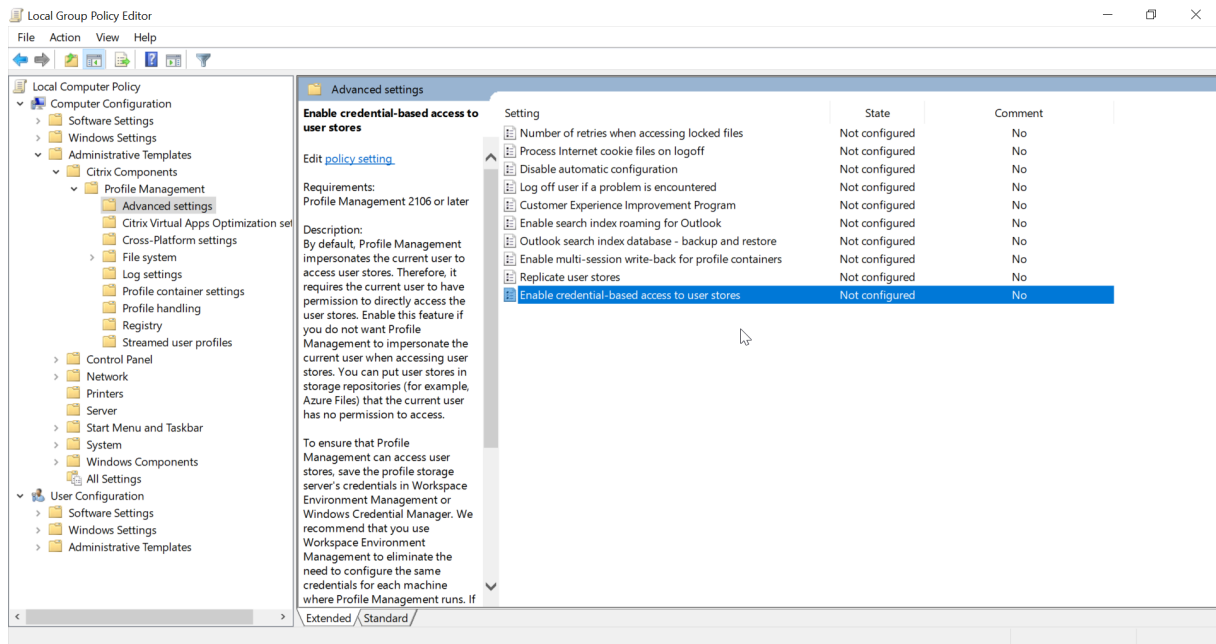 Local Group Policy Editor
File Action View Help
Local Computer Policy
Computer Configuration
Software Settings
Windows Settings
Administrative Templates
Citrix Components
Profile Management
Advanced settings
Citrix Virtual Apps Optimization set
Cross-Platform settings
File system
Log settings
Profile container settings
Profile handling
Registry
Streamed user profiles
Control Panel
Network
Printers
Server
Start Menu and Taskbar
System
Windows Components
All Settings
User Configuration
Software Settings
Windows Settings
Administrative Templates
Advanced settings
Enable credential-based access to
user stores
Edit policy setting
Requirements:
Profile Management 2106 or later
Description:
By default, Profile Management
impersonates the current user to
access user stores. Therefore, it
requires the current user to have
permission to directly access the
user stores. Enable this feature if
you do not want Profile
Management to impersonate the
current user when accessing user
stores. You can put user stores in
storage repositories (for example,
Azure Files) that the current user
has no permission to access.
To ensure that Profile
Management can access user
stores, save the profile storage
server's credentials in Workspace
Environment Management or
Windows Credential Manager. We
recommend that you use
Workspace Environment
Management to eliminate the
need to configure the same
credentials for each machine
where Profile Management runs. If
Setting State Comment
Number of retries when accessing locked files Not configured No
Process Internet cookie files on logoff Not configured No
Disable automatic configuration Not configured No
Log off user if a problem is encountered Not configured No
Customer Experience Improvement Program Not configured No
Enable search index roaming for Outlook Not configured No
Outlook search index database - backup and restore Not configured No
Enable multi-session write-back for profile containers Not configured No
Replicate user stores Not configured No
Enable credential-based access to user stores Not configured No
Extended Standard